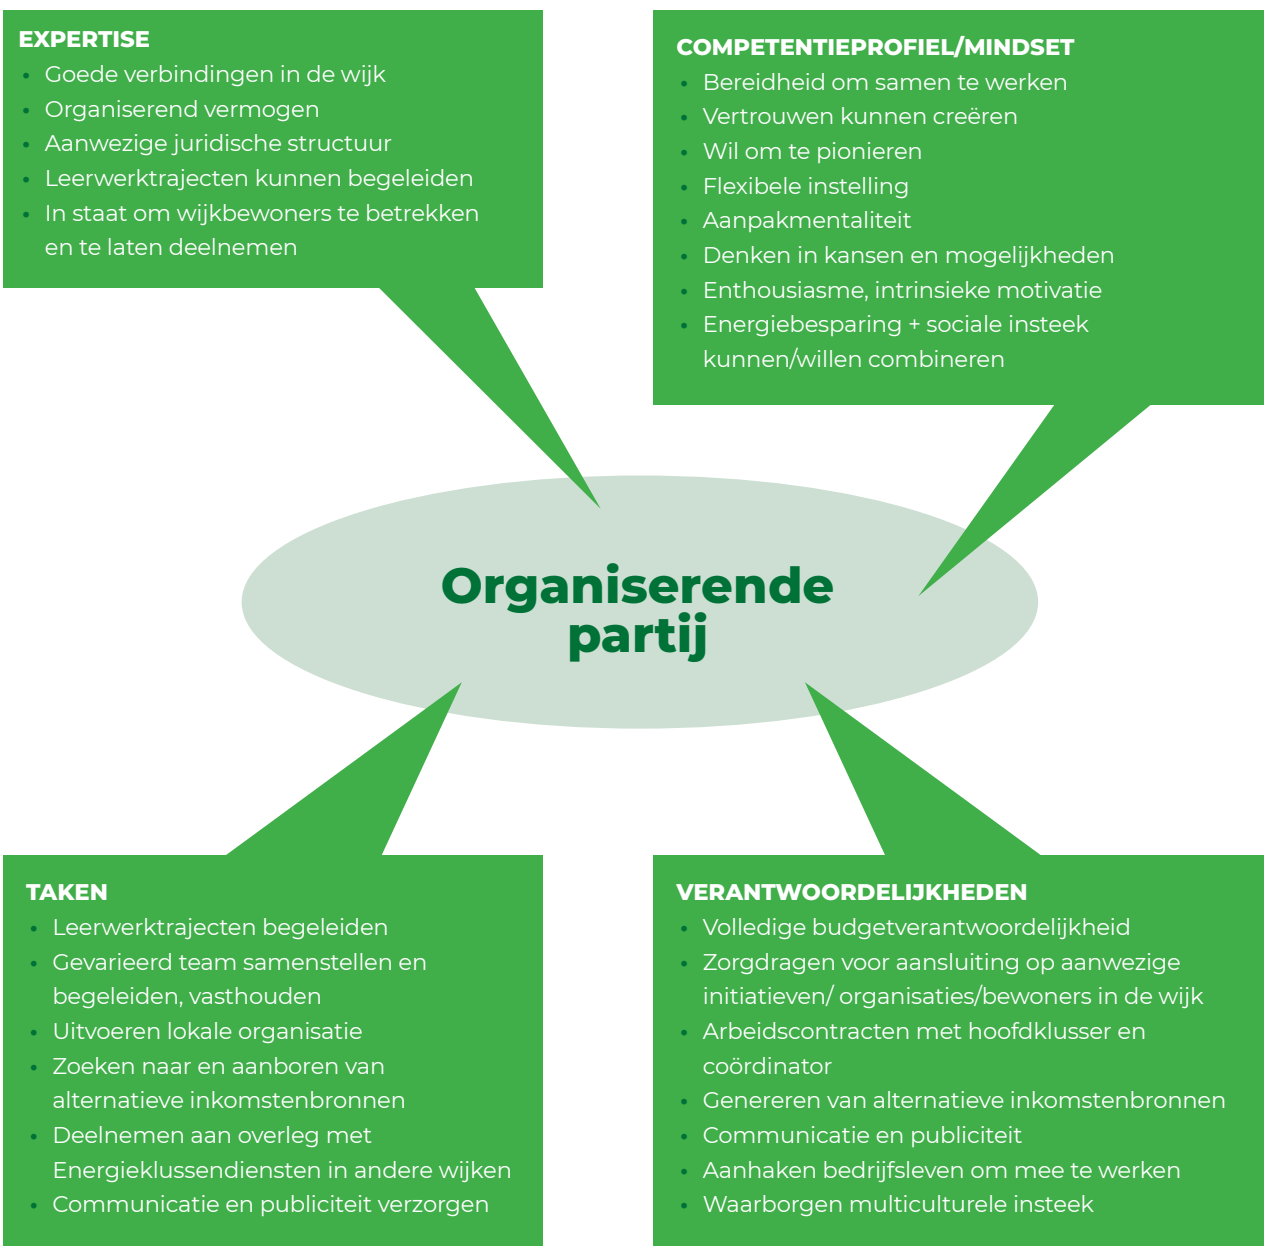 EXPERTISE
• Goede verbindingen in de wijk
• Organiserend vermogen
• Aanwezige juridische structuur
• Leerwerktrajecten kunnen begeleiden
• In staat om wijkbewoners te betrekken
en te laten deelnemen
COMPETENTIEPROFIEL/MINDSET
• Bereidheid om samen te werken
• Vertrouwen kunnen creëren
• Wil om te pionieren
• Flexibele instelling
• Aanpakmentaliteit
• Denken in kansen en mogelijkheden
• Enthousiasme, intrinsieke motivatie
• Energiebesparing + sociale insteek
kunnen/willen combineren
Organiserende
partij
TAKEN
• Leerwerktrajecten begeleiden
• Gevarieerd team samenstellen en
begeleiden, vasthouden
• Uitvoeren lokale organisatie
• Zoeken naar en aanboren van
alternatieve inkomstenbronnen
• Deelnemen aan overleg met
Energieklussendiensten in andere wijken
• Communicatie en publiciteit verzorgen
VERANTWOORDELIJKHEDEN
• Volledige budgetverantwoordelijkheid
• Zorgdragen voor aansluiting op aanwezige
initiatieven/ organisaties/bewoners in de wijk
• Arbeidscontracten met hoofdklusser en
coördinator
• Genereren van alternatieve inkomstenbronnen
• Communicatie en publiciteit
• Aanhaken bedrijfsleven om mee te werken
• Waarborgen multiculturele insteek